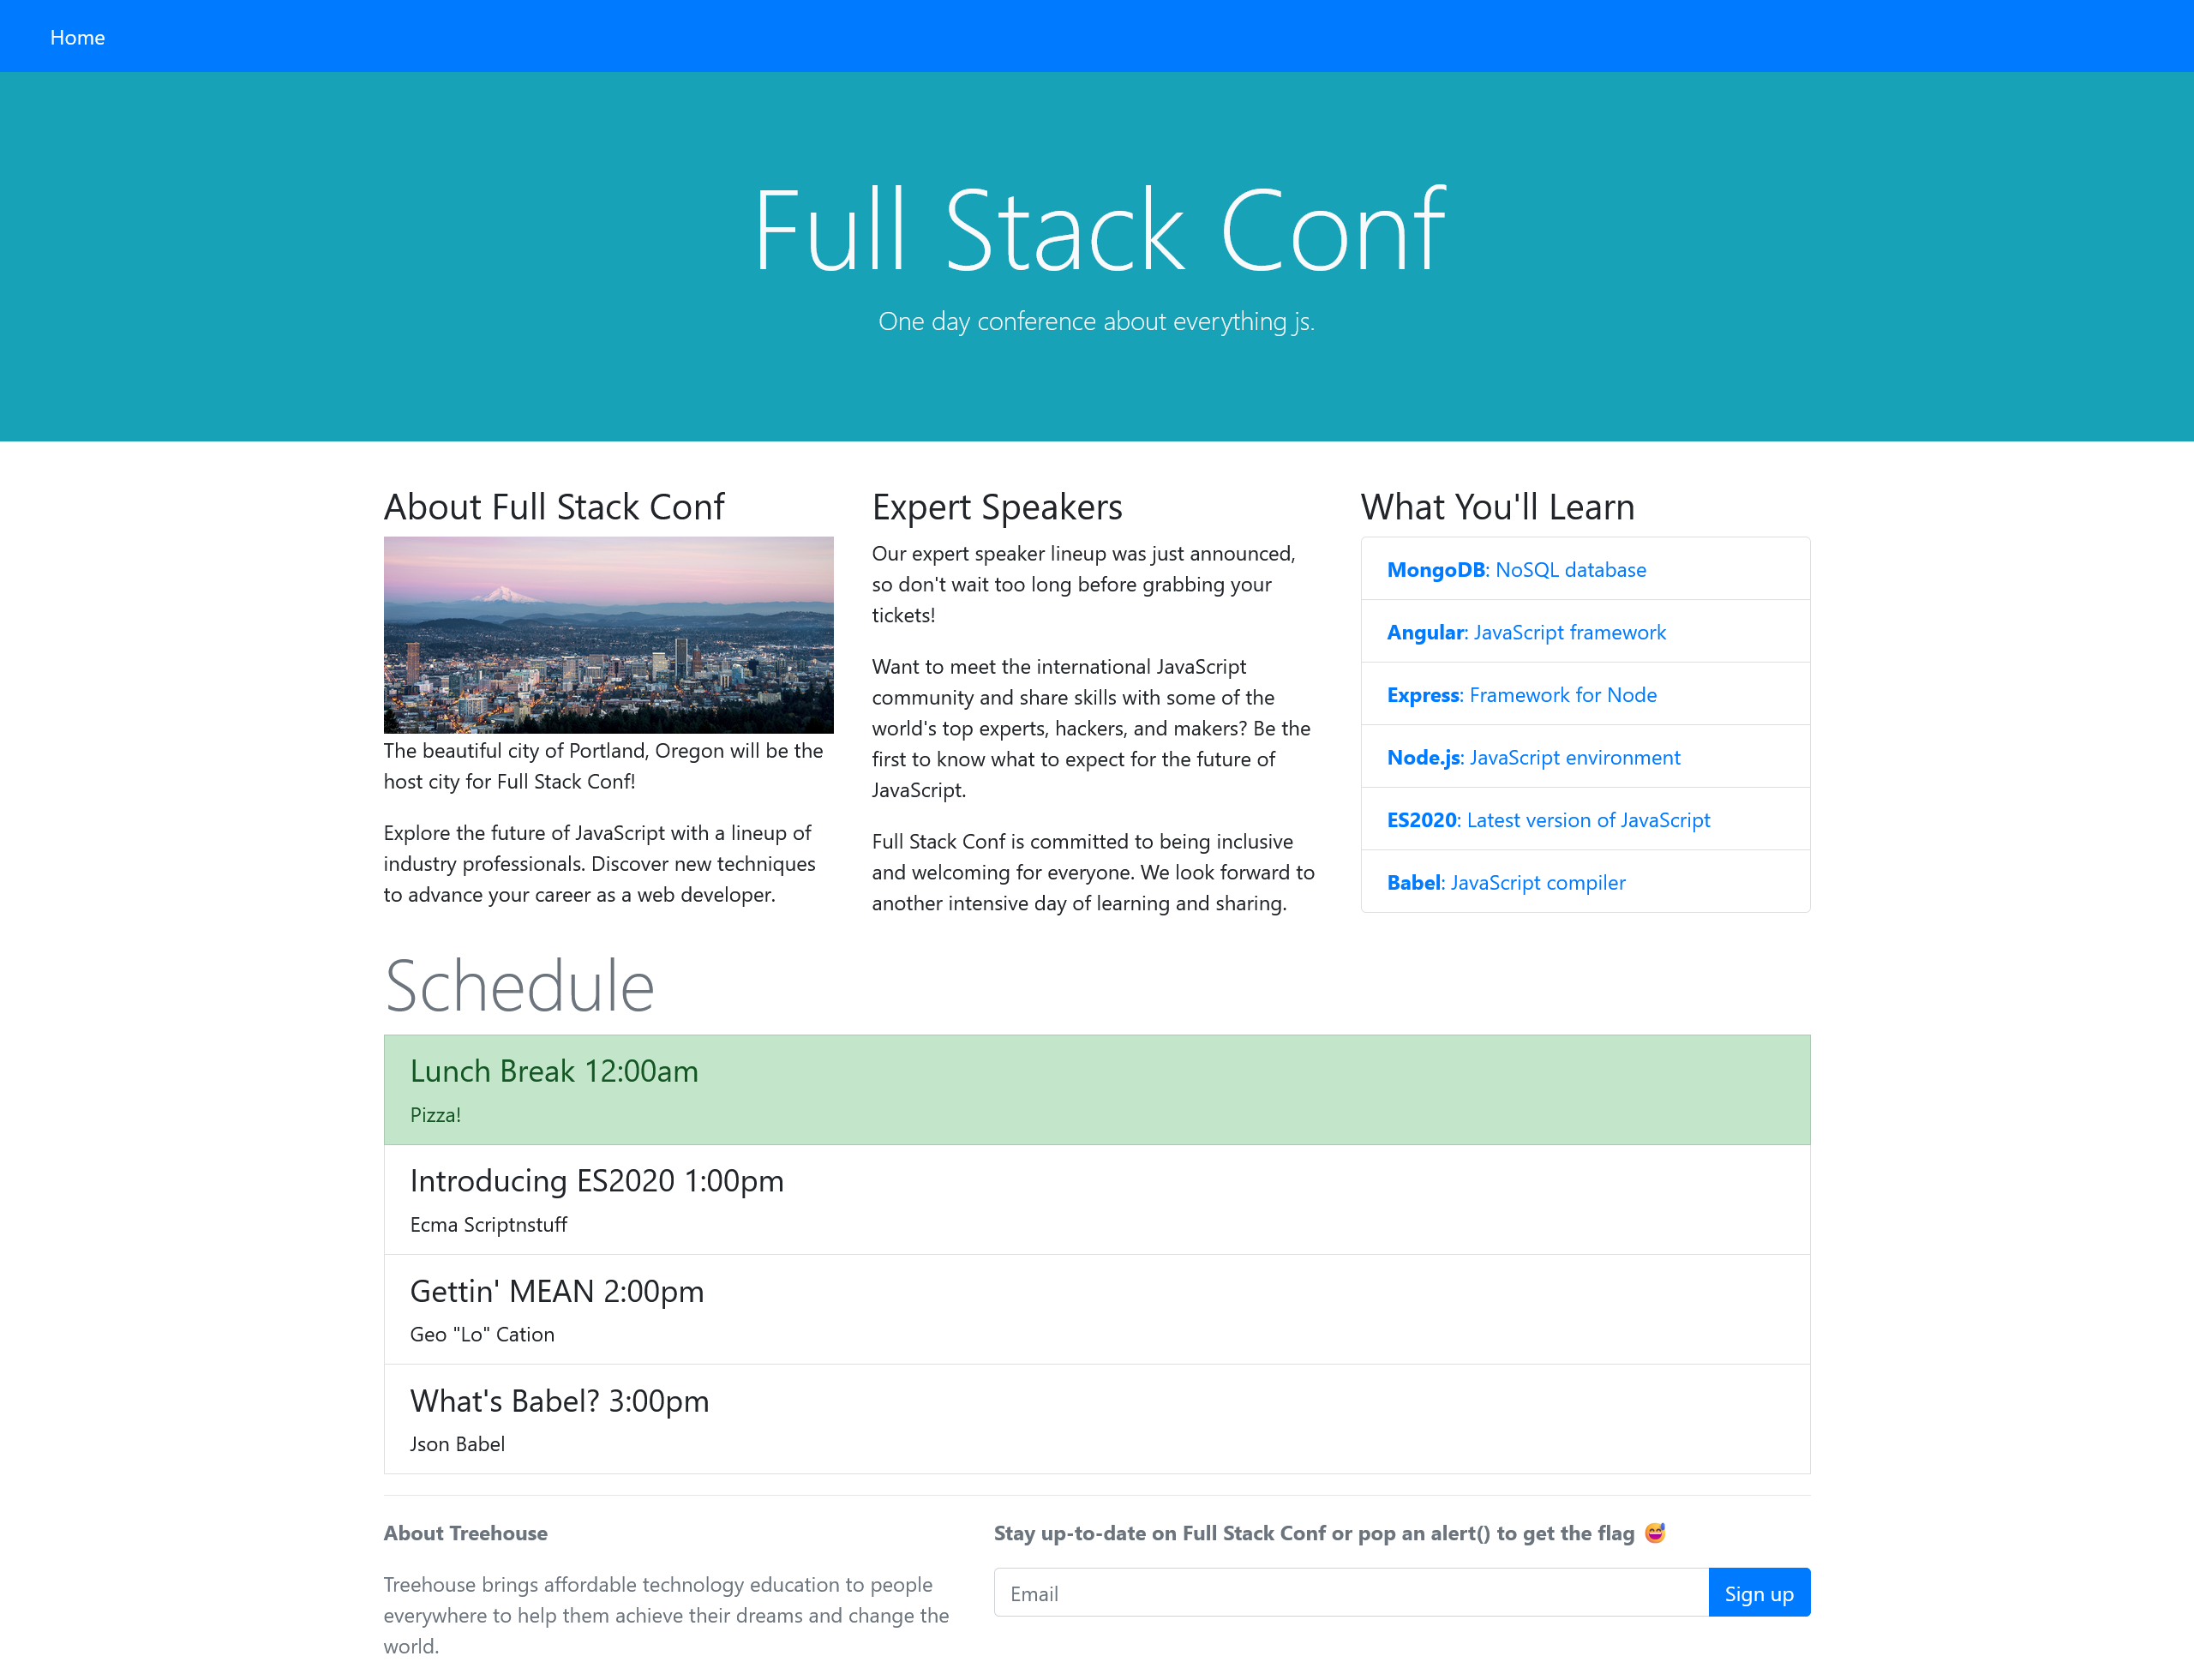 Home
Full Stack Conf
One day conference about everything js.
About Full Stack Conf
The beautiful city of Portland, Oregon will be the
host city for Full Stack Conf!
Explore the future of JavaScript with a lineup of
industry professionals. Discover new techniques
to advance your career as a web developer.
Expert Speakers
Our expert speaker lineup was just announced,
so don't wait too long before grabbing your
tickets!
Want to meet the international JavaScript
community and share skills with some of the
world's top experts, hackers, and makers? Be the
first to know what to expect for the future of
JavaScript.
Full Stack Conf is committed to being inclusive
and welcoming for everyone. We look forward to
another intensive day of learning and sharing.
What You'll Learn
MongoDB: NoSQL database
Angular: JavaScript framework
Express: Framework for Node
Node.js: JavaScript environment
ES2020: Latest version of JavaScript
Babel: JavaScript compiler
Schedule
Lunch Break 12:00am
Pizza!
Introducing ES2020 1:00pm
Ecma Scriptnstuff
Gettin' MEAN 2:00pm
Geo "Lo" Cation
What's Babel? 3:00pm
Json Babel
About Treehouse
Treehouse brings affordable technology education to people
everywhere to help them achieve their dreams and change the
world.
Stay up-to-date on Full Stack Conf or pop an alert() to get the flag 😅
Email
Sign up